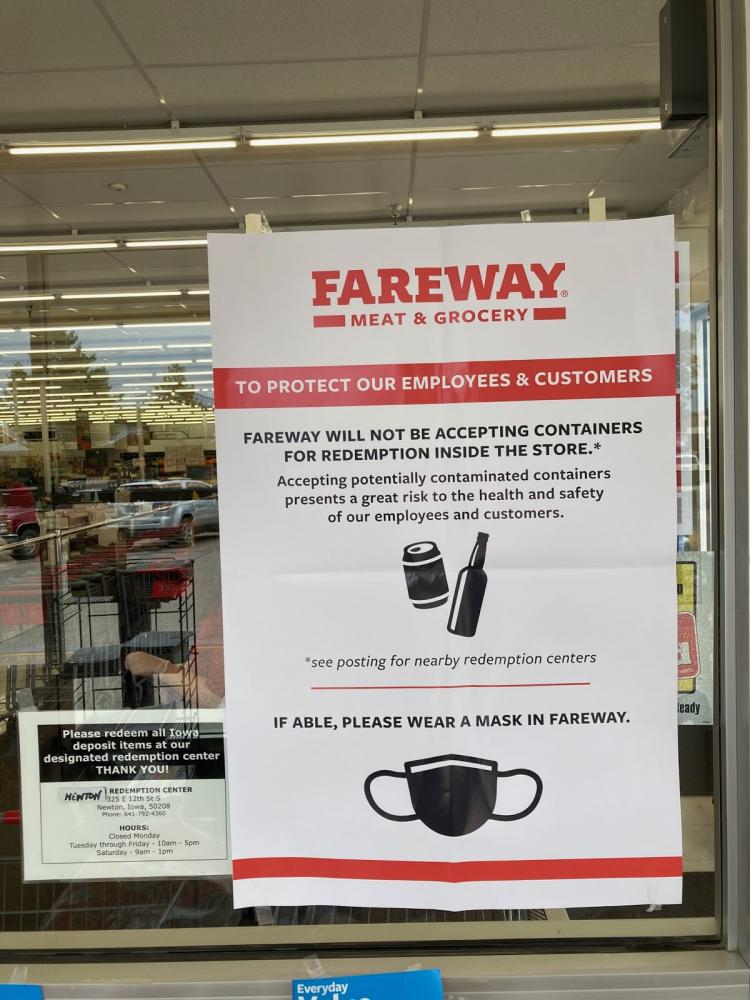 FAREWAY®
MEAT & GROCERY
TO PROTECT OUR EMPLOYEES & CUSTOMERS
FAREWAY WILL NOT BE ACCEPTING CONTAINERS
FOR REDEMPTION INSIDE THE STORE.*
Accepting potentially contaminated containers
presents a great risk to the health and safety
of our employees and customers.
*see posting for nearby redemption centers
IF ABLE, PLEASE WEAR A MASK IN FAREWAY.
Please redeem all Iowa
deposit items at our
designated redemption center
THANK YOU!
NEWTON REDEMPTION CENTER
325 E 12th St S
Newton, Iowa, 50208
Phone: 641-792-4360
HOURS:
Closed Monday
Tuesday through Friday - 10am - 5pm
Saturday - 9am - 1pm
Everyday